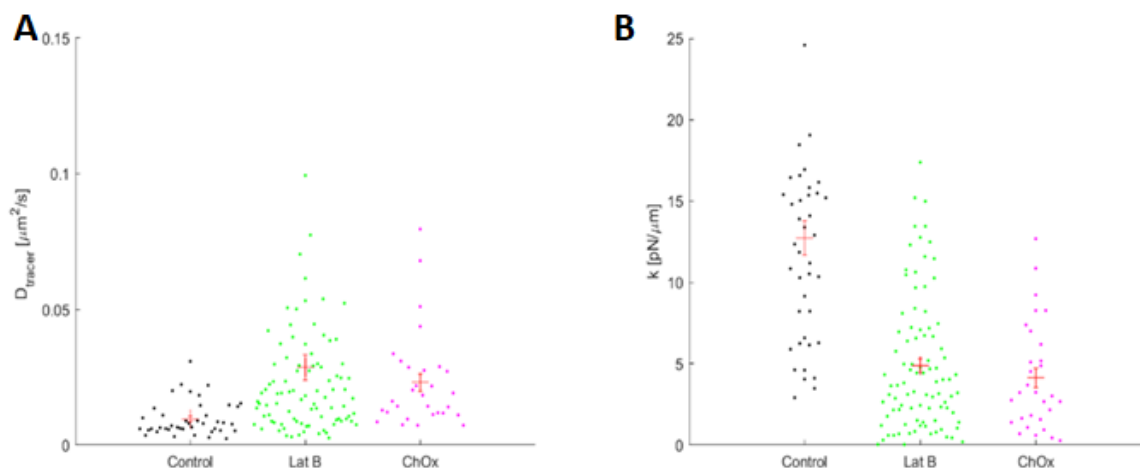 A
0.15
0.1
0.05
0
D_tracer [μm²/s]
Control
Lat B
ChOx
B
25
20
15
10
5
0
k [pN/μm]
Control
Lat B
ChOx